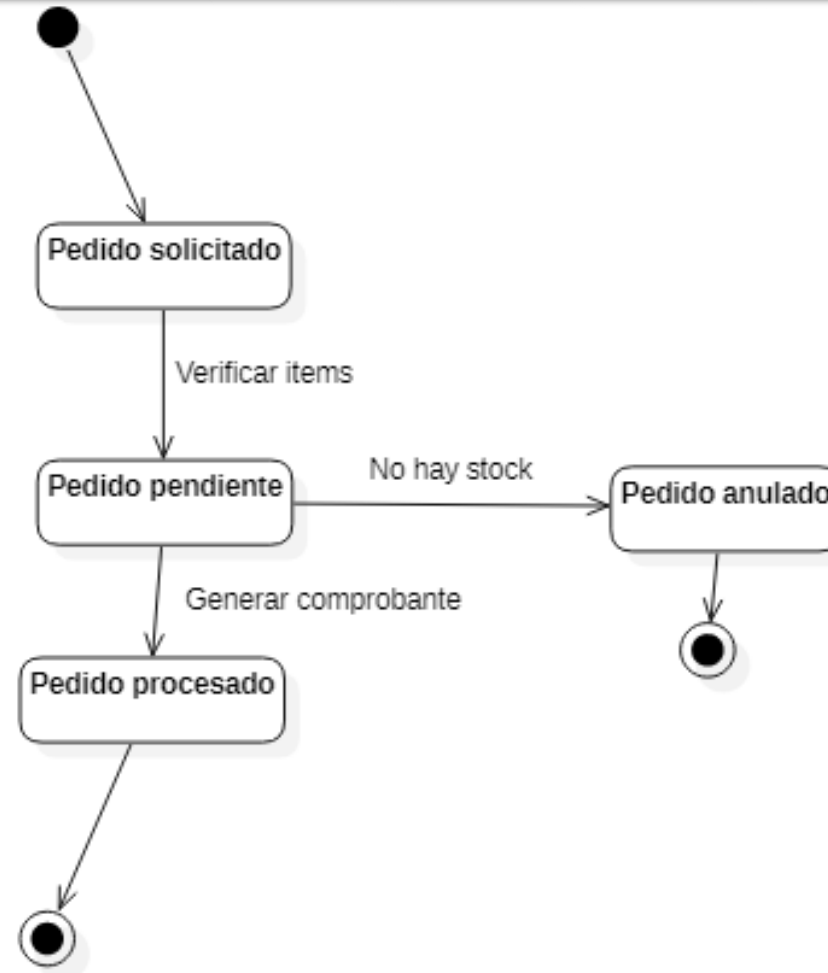 Pedido solicitado
Verificar items
No hay stock
Pedido pendiente
Pedido anulado
Generar comprobante
Pedido procesado